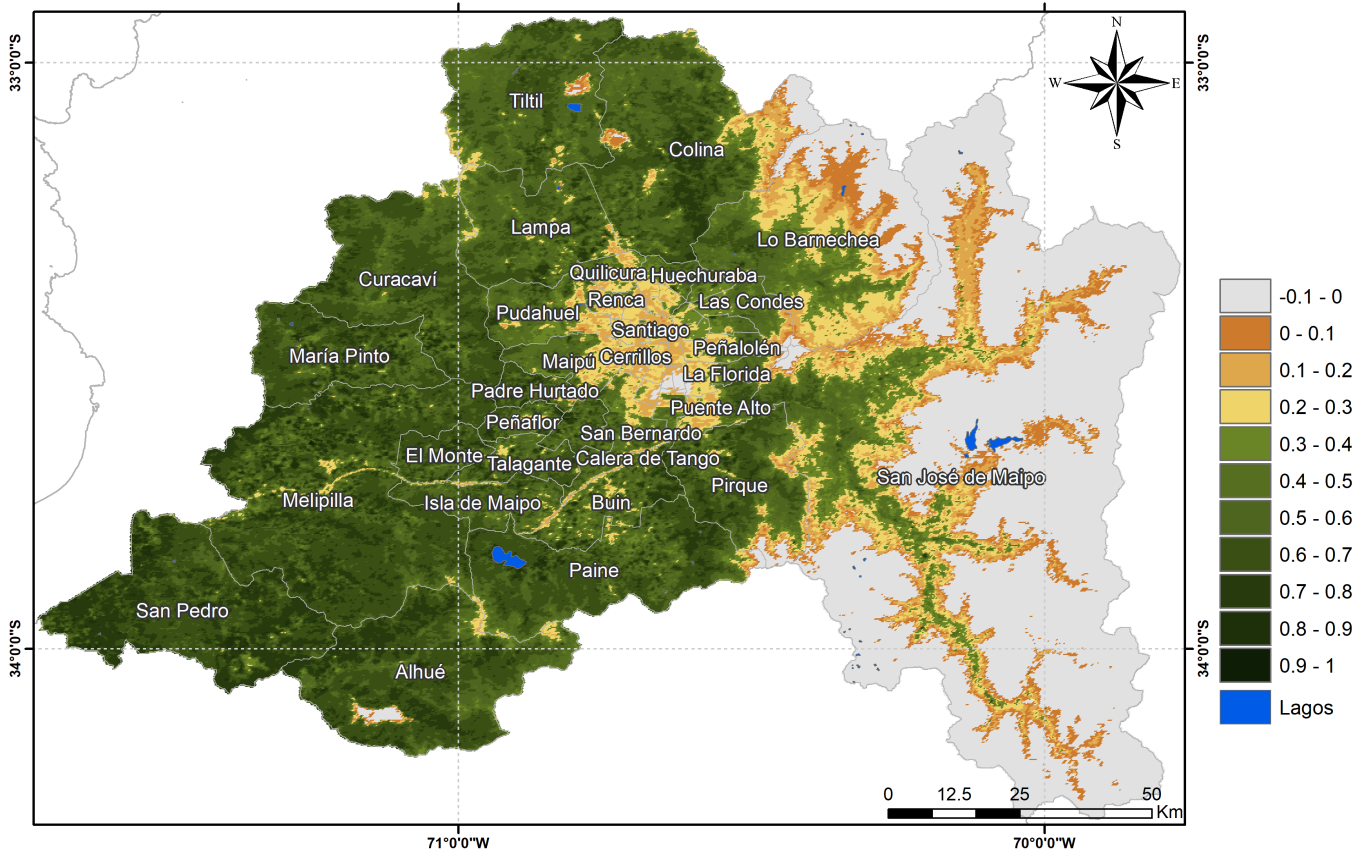 N
W
E
S
33°0'0"S
33°0'0"S
34°0'0"S
34°0'0"S
71°0'0"W
70°0'0"W
Tiltil
Colina
Lampa
Lo Barnechea
Curacaví
Quilicura
Huechuraba
Renca
Las Condes
Pudahuel
Santiago
María Pinto
Maipú
Cerrillos
Peñalolén
La Florida
Padre Hurtado
Puente Alto
Peñaflor
San Bernardo
El Monte
Talagante
Calera de Tango
San José de Maipo
Pirque
Melipilla
Isla de Maipo
Buin
Paine
San Pedro
Alhué
-0.1 - 0
0 - 0.1
0.1 - 0.2
0.2 - 0.3
0.3 - 0.4
0.4 - 0.5
0.5 - 0.6
0.6 - 0.7
0.7 - 0.8
0.8 - 0.9
0.9 - 1
Lagos
0 12.5 25 50
Km